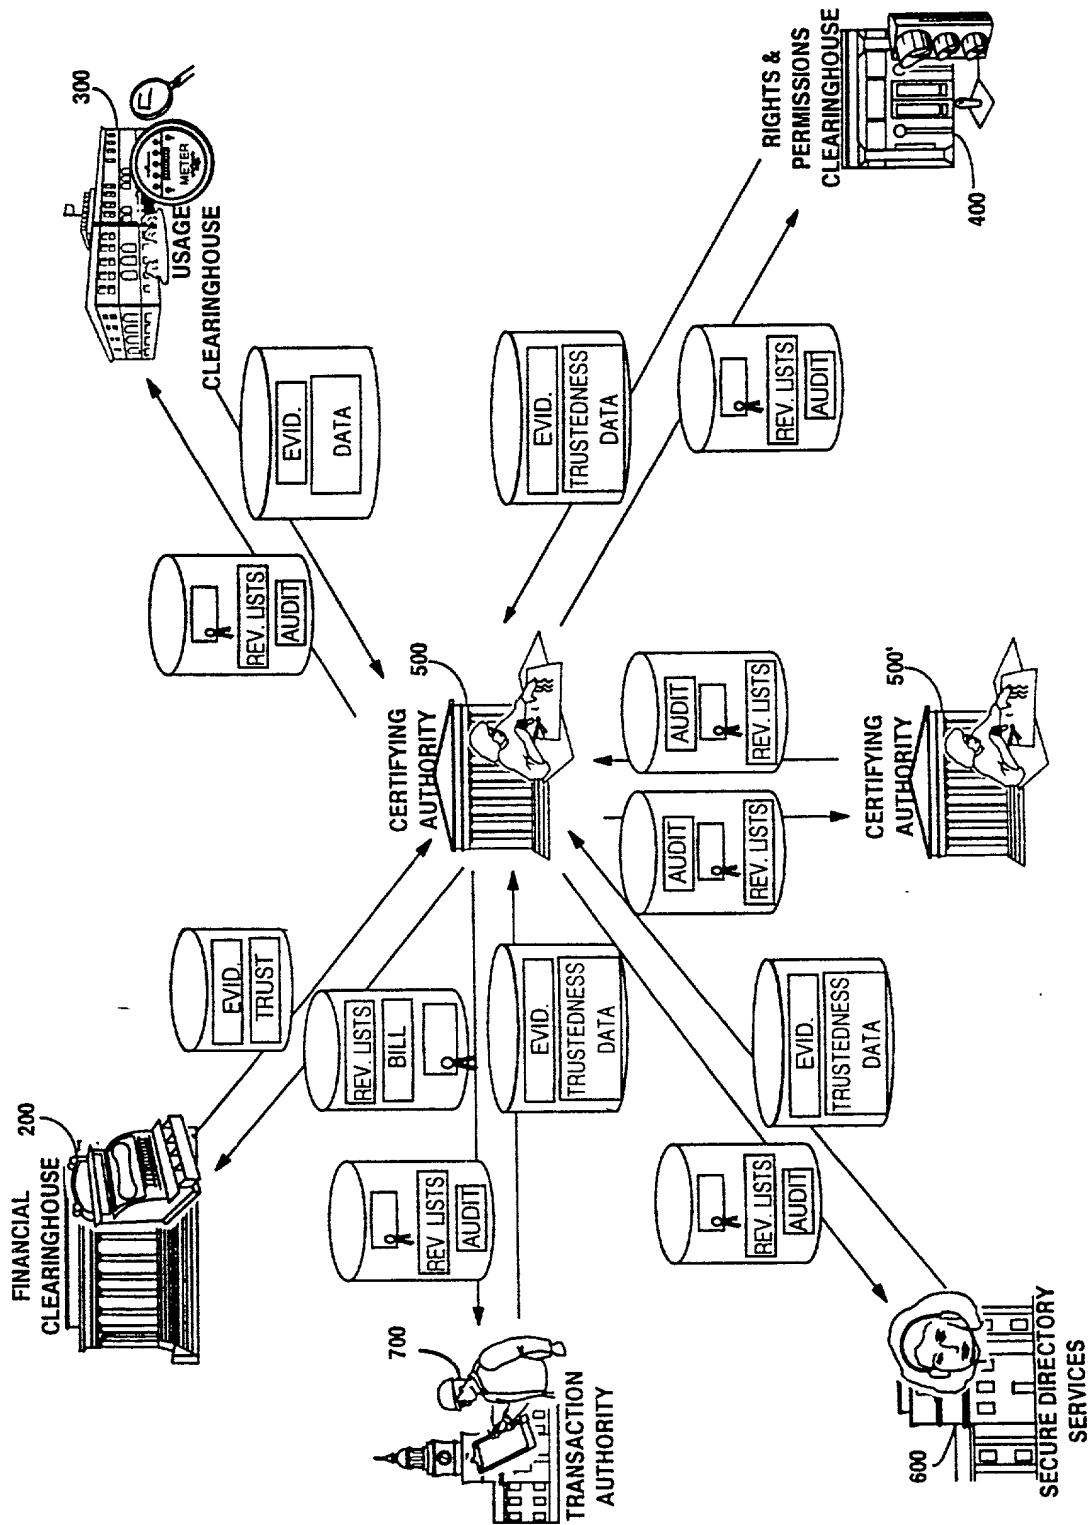 FINANCIAL
CLEARINGHOUSE
200
EVID.
TRUST
REV. LISTS
BILL
300
METER
USAGE
CLEARINGHOUSE
EVID.
DATA
REV. LISTS
AUDIT
CERTIFYING
AUTHORITY
500
700
TRANSACTION
AUTHORITY
REV. LISTS
AUDIT
EVID.
TRUSTEDNESS
DATA
EVID.
TRUSTEDNESS
DATA
REV. LISTS
AUDIT
RIGHTS &
PERMISSIONS
CLEARINGHOUSE
400
AUDIT
REV. LISTS
AUDIT
REV. LISTS
CERTIFYING
AUTHORITY
500'
REV. LISTS
AUDIT
EVID.
TRUSTEDNESS
DATA
600
SECURE DIRECTORY
SERVICES